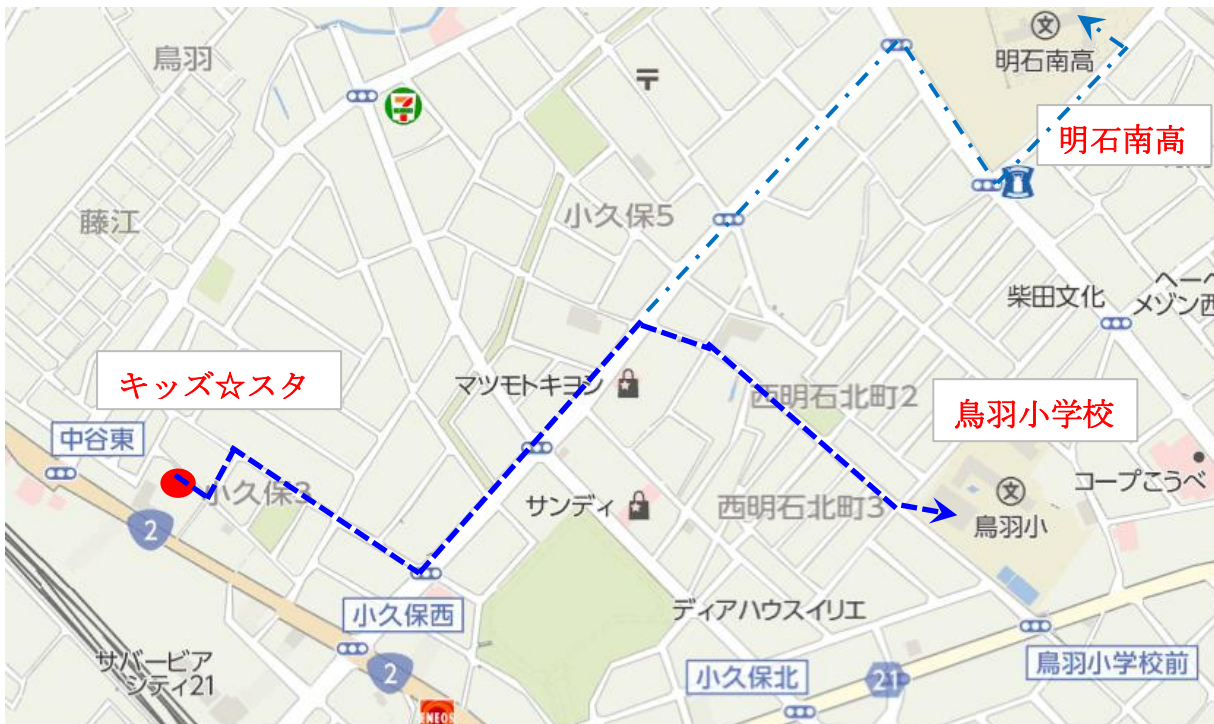 鳥羽
文
明石南高
〒
明石南高
藤江
小久保5
柴田文化
メゾン西
キッズ☆スタ
マツモトキヨシ
西明石北町2
鳥羽小学校
中谷東
小久保3
コープこうべ
サンディ
西明石北町3
文
鳥羽小
2
小久保西
ディアハウスイリエ
サバービア
シティ21
2
小久保北
21
鳥羽小学校前
ENEOS